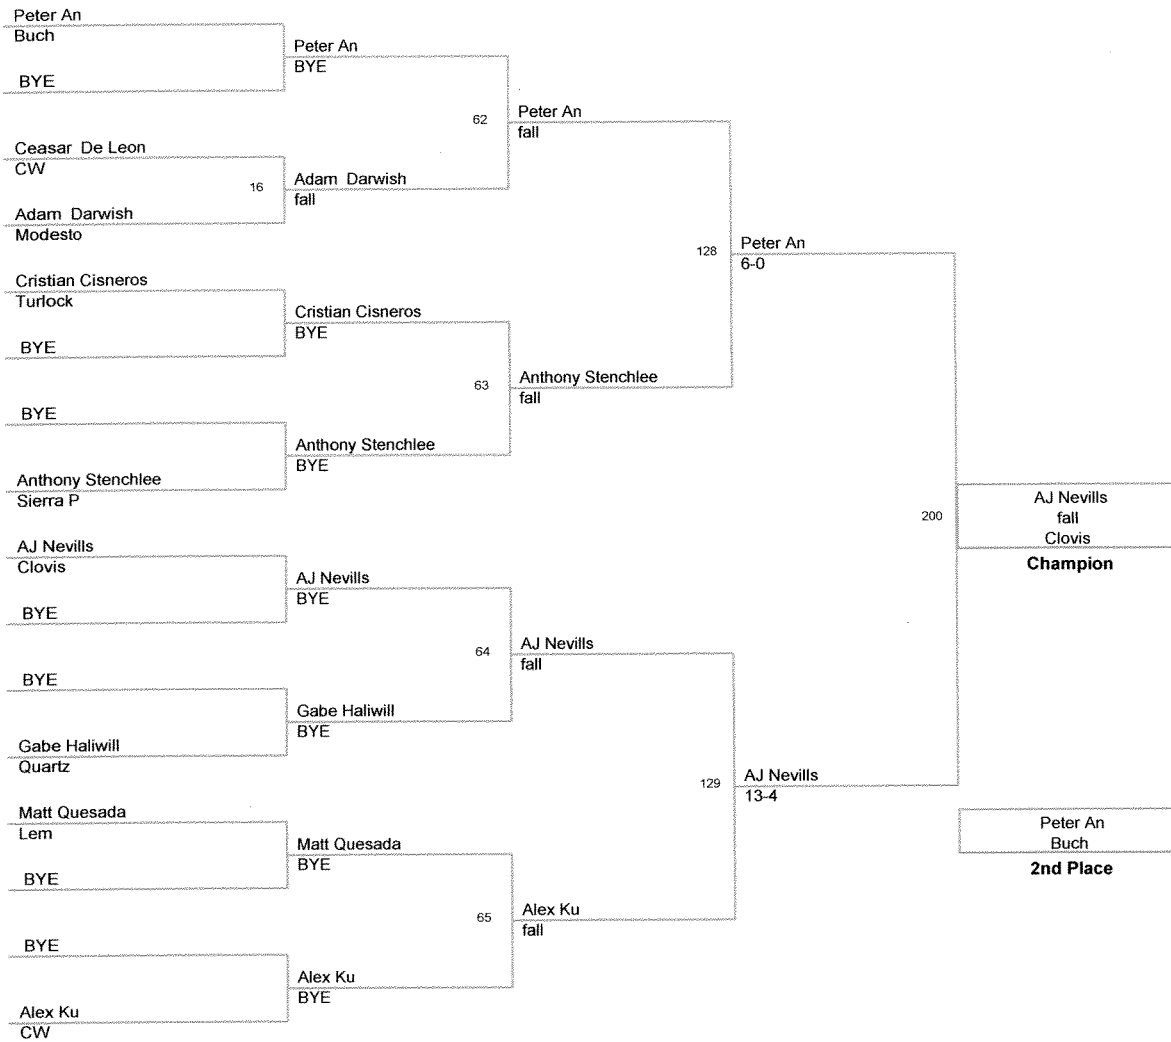 Peter An
Buch
BYE
Ceasar De Leon
CW
Adam Darwish
Modesto
Cristian Cisneros
Turlock
BYE
BYE
Anthony Stenchlee
Sierra P
AJ Nevills
Clovis
BYE
BYE
Gabe Haliwill
Quartz
Matt Quesada
Lem
BYE
BYE
Alex Ku
CW
Peter An
BYE
16
Adam Darwish
fall
Cristian Cisneros
BYE
Anthony Stenchlee
BYE
AJ Nevills
BYE
Gabe Haliwill
BYE
Matt Quesada
BYE
Alex Ku
BYE
62
Peter An
fall
63
Anthony Stenchlee
fall
64
AJ Nevills
fall
65
Alex Ku
fall
128
Peter An
6-0
129
AJ Nevills
13-4
200
AJ Nevills
fall
Clovis
Champion
Peter An
Buch
2nd Place